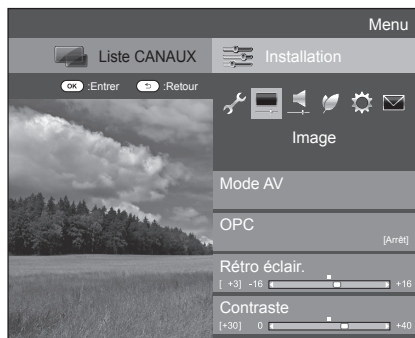 Menu
Liste CANAUX
Installation
OK :Entrer :Retour
Image
Mode AV
OPC
[Arrêt]
Rétro éclair.
[ +3] -16 +16
Contraste
[+30] 0 +40